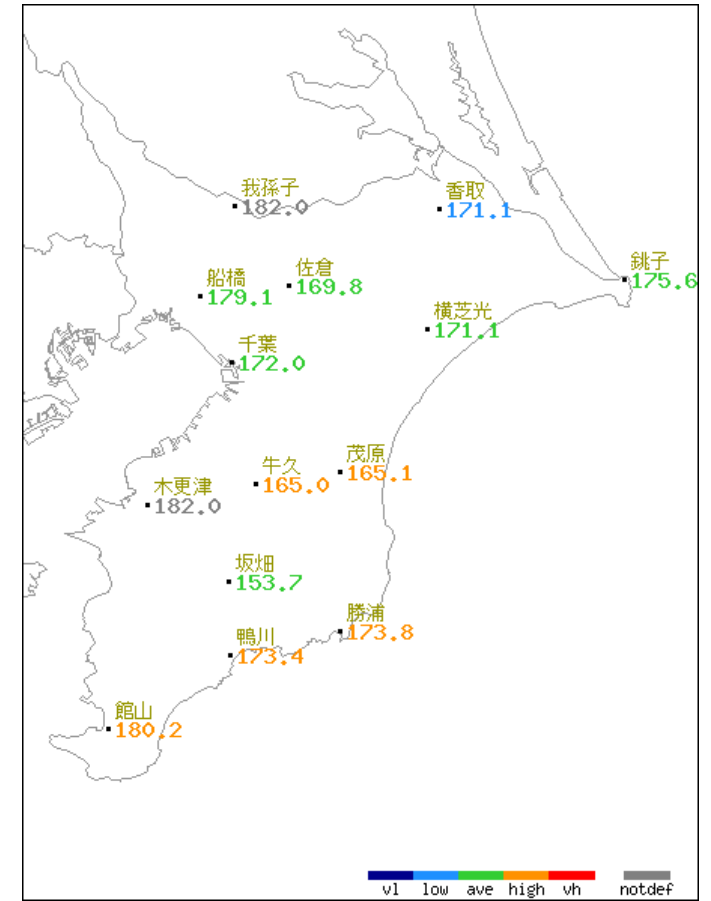 我孫子
182.0
香取
171.1
船橋
179.1
佐倉
169.8
銚子
175.6
横芝光
171.1
千葉
172.0
牛久
165.0
茂原
165.1
木更津
182.0
坂畑
153.7
勝浦
173.8
鴨川
173.4
館山
180.2
vl low ave high vh notdef